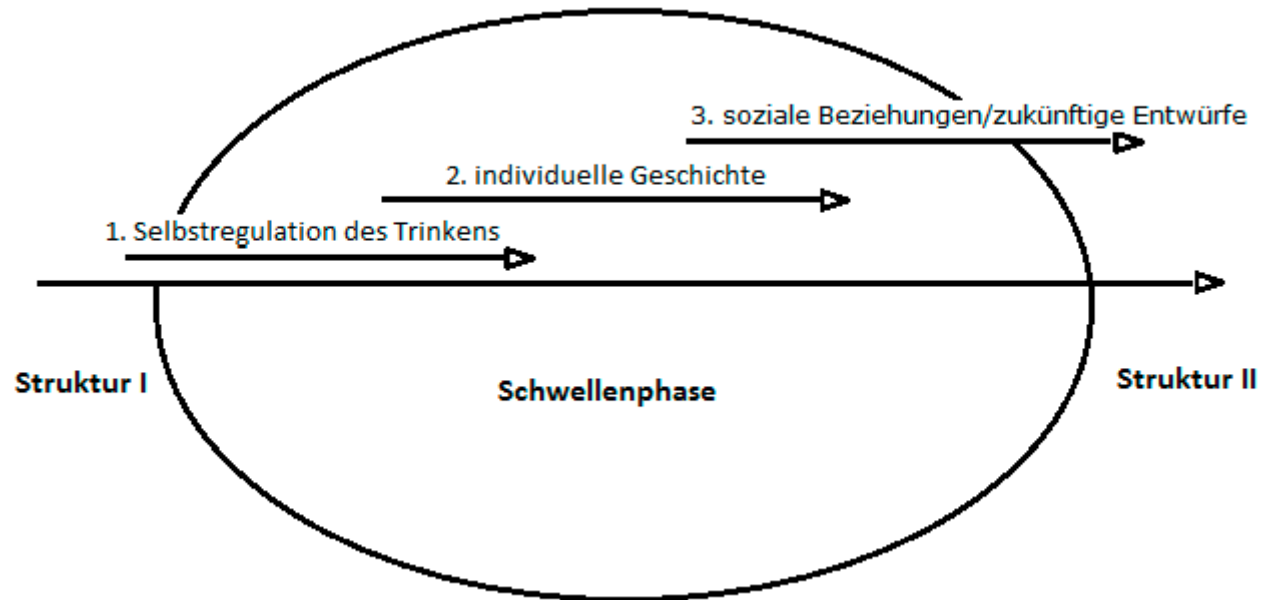 3. soziale Beziehungen/zukünftige Entwürfe
2. individuelle Geschichte
1. Selbstregulation des Trinkens
Struktur I
Schwellenphase
Struktur II